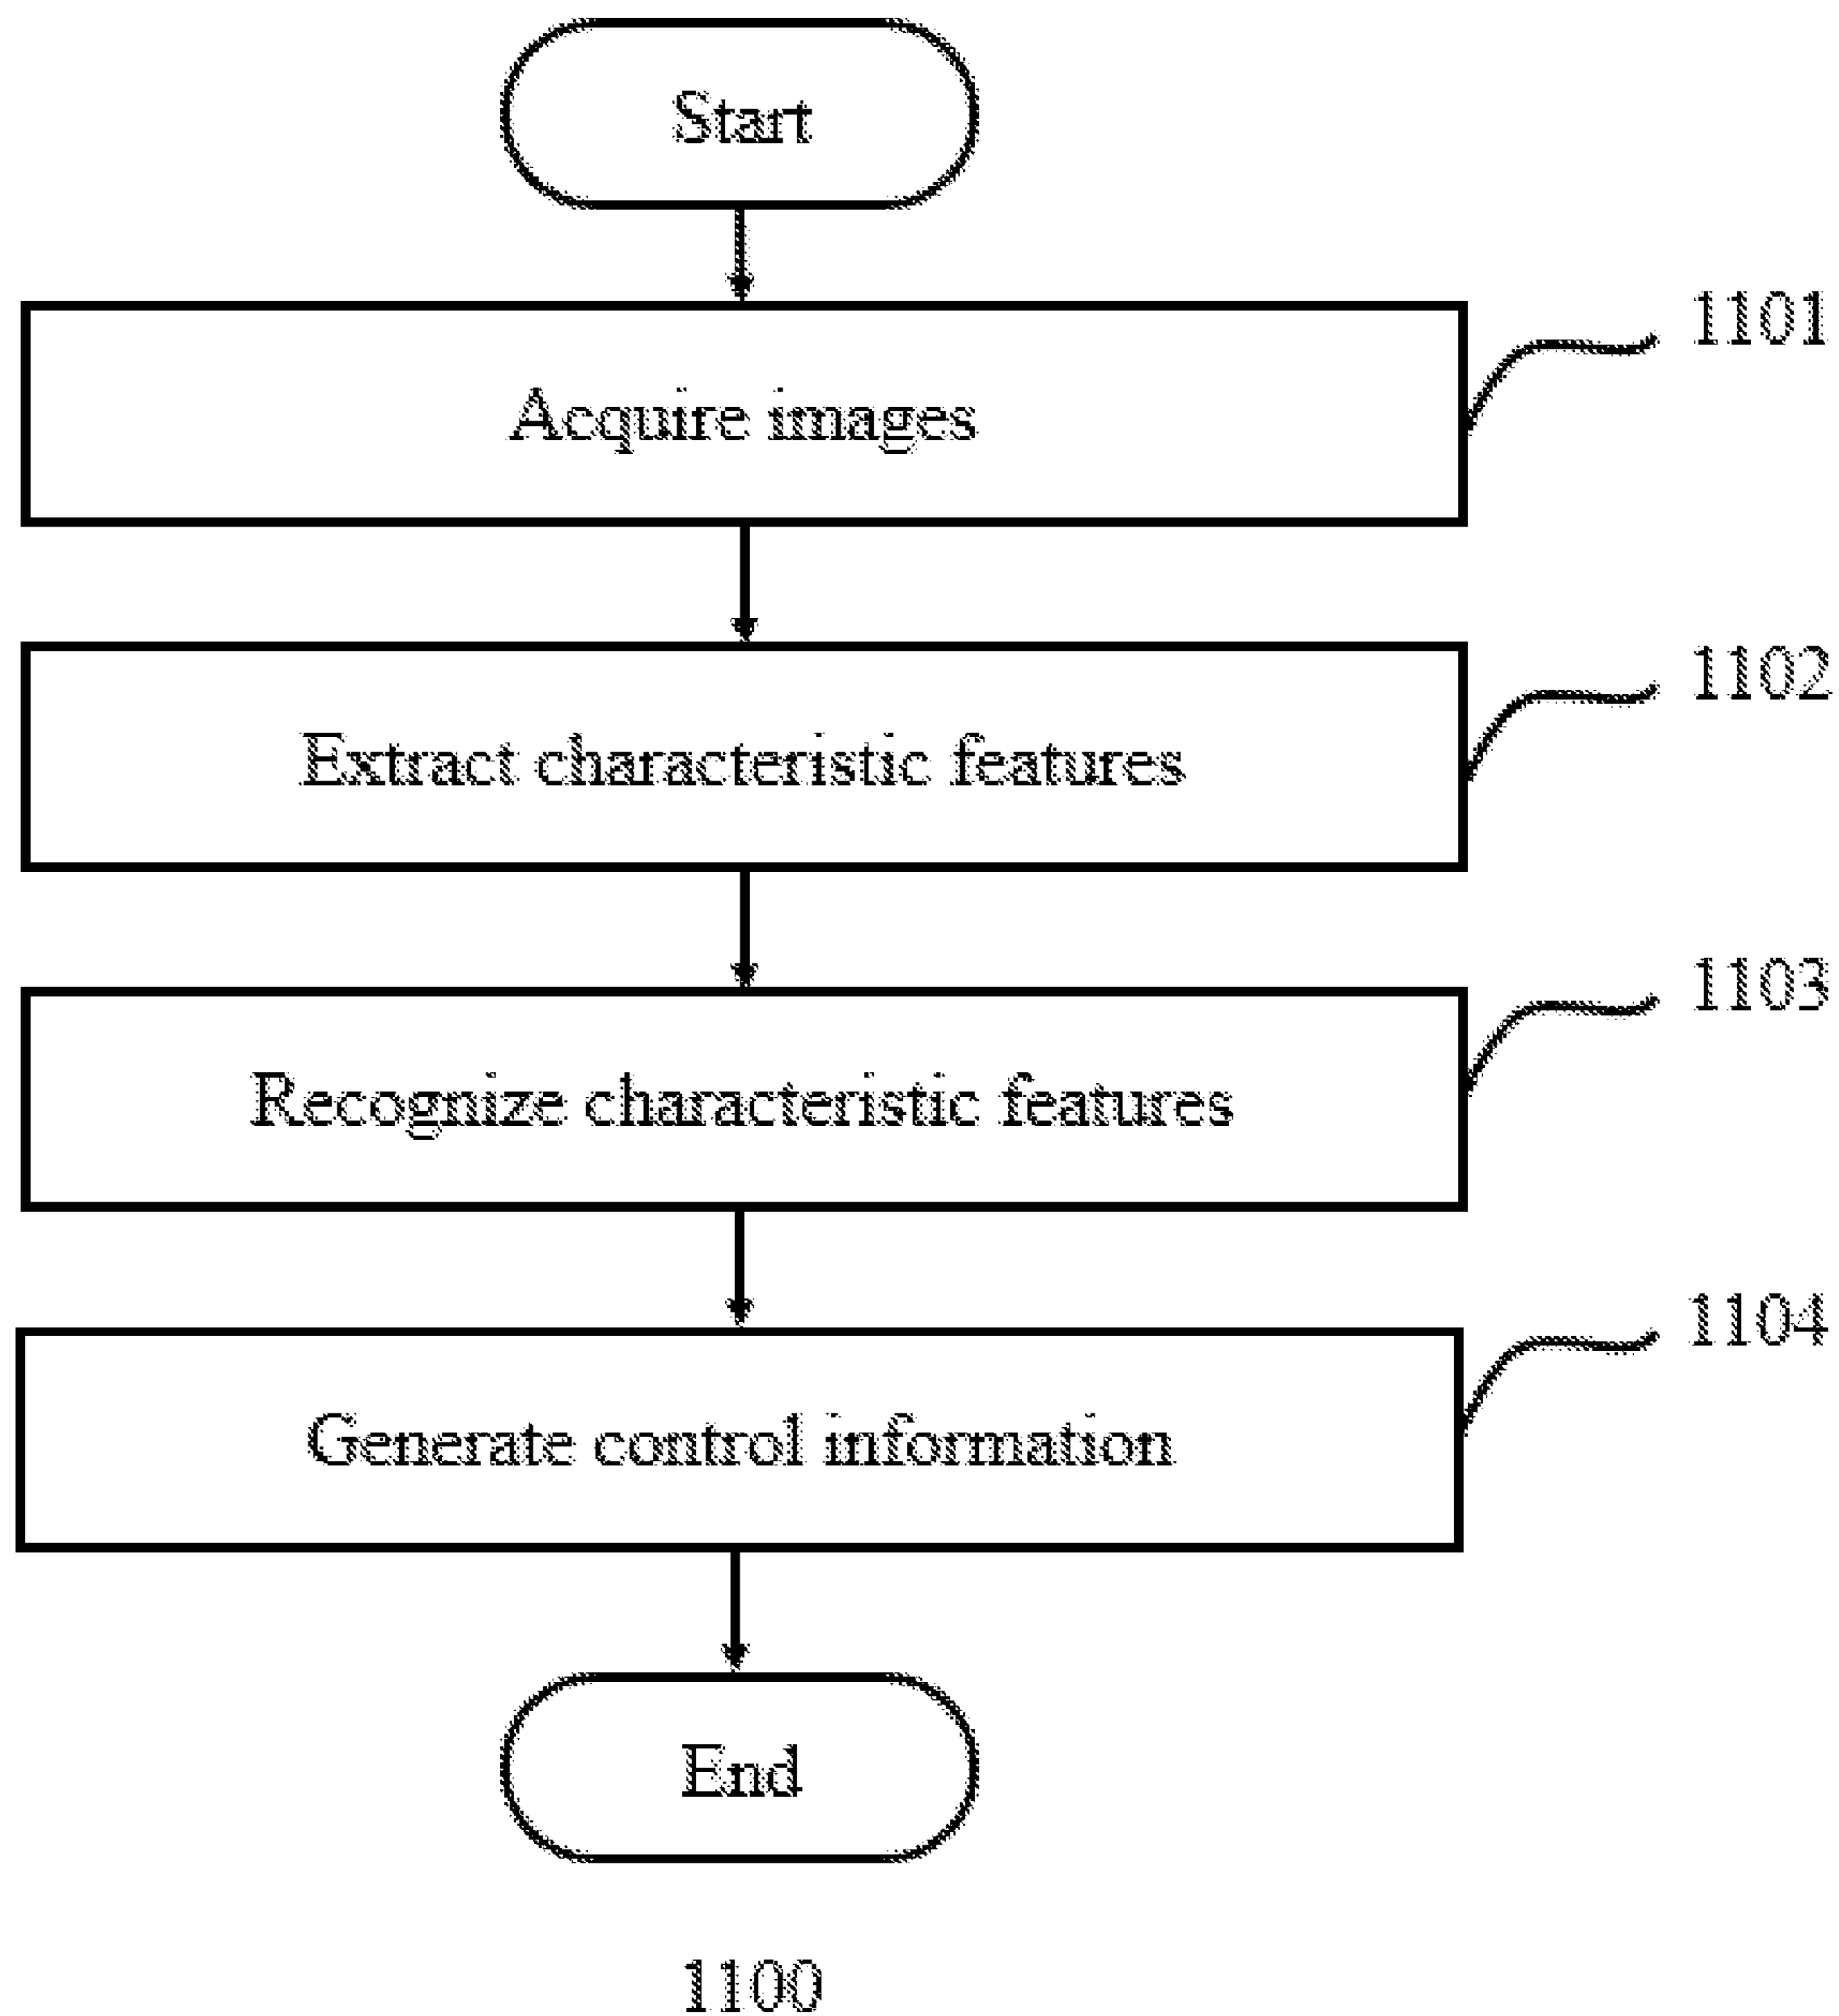 Start
1101
Acquire images
1102
Extract characteristic features
1103
Recognize characteristic features
1104
Generate control information
End
1100